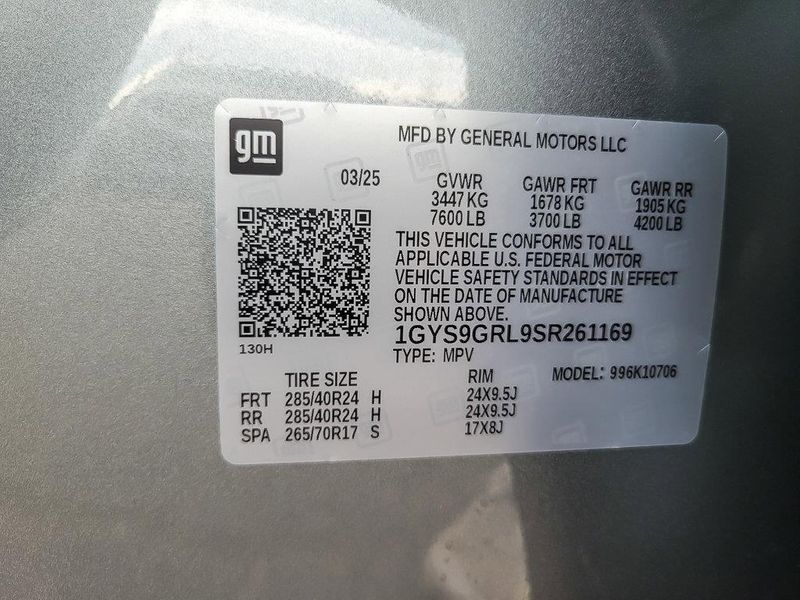 gm
MFD BY GENERAL MOTORS LLC
03/25
GVWR GAWR FRT GAWR RR
3447 KG 1678 KG 1905 KG
7600 LB 3700 LB 4200 LB
THIS VEHICLE CONFORMS TO ALL
APPLICABLE U.S. FEDERAL MOTOR
VEHICLE SAFETY STANDARDS IN EFFECT
ON THE DATE OF MANUFACTURE
SHOWN ABOVE.
1GYS9GRL9SR261169
130H
TYPE: MPV
TIRE SIZE RIM MODEL: 996K10706
FRT 285/40R24 H 24X9.5J
RR 285/40R24 H 24X9.5J
SPA 265/70R17 S 17X8J